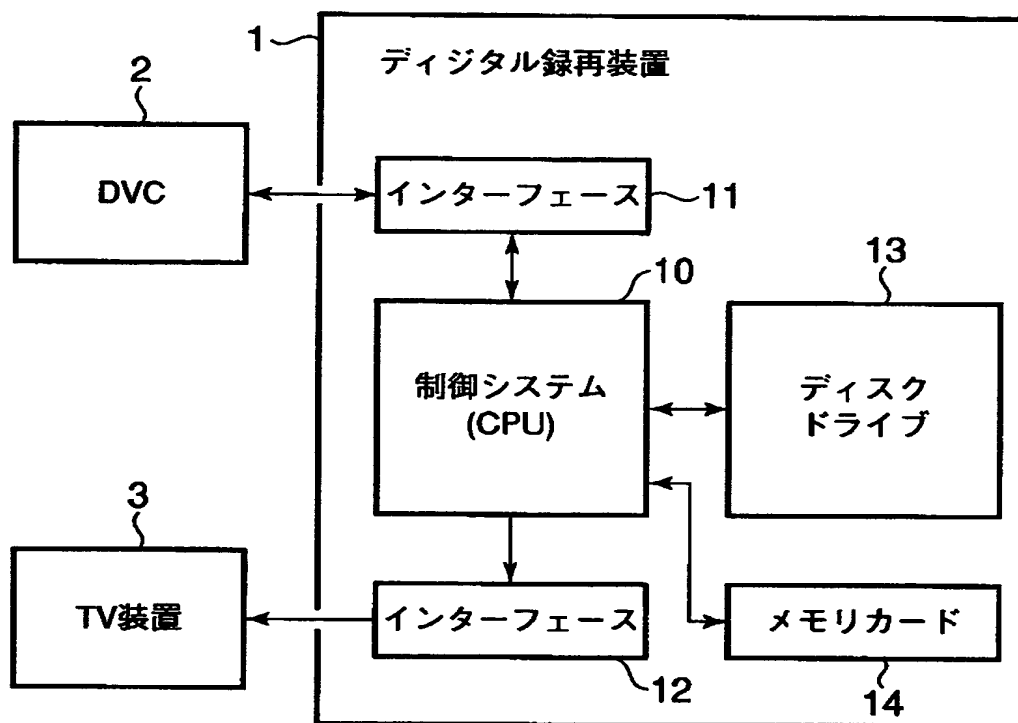 1
ディジタル録再装置
2
DVC
インターフェース
11
10
制御システム
(CPU)
13
ディスク
ドライブ
3
TV装置
インターフェース
12
メモリカード
14